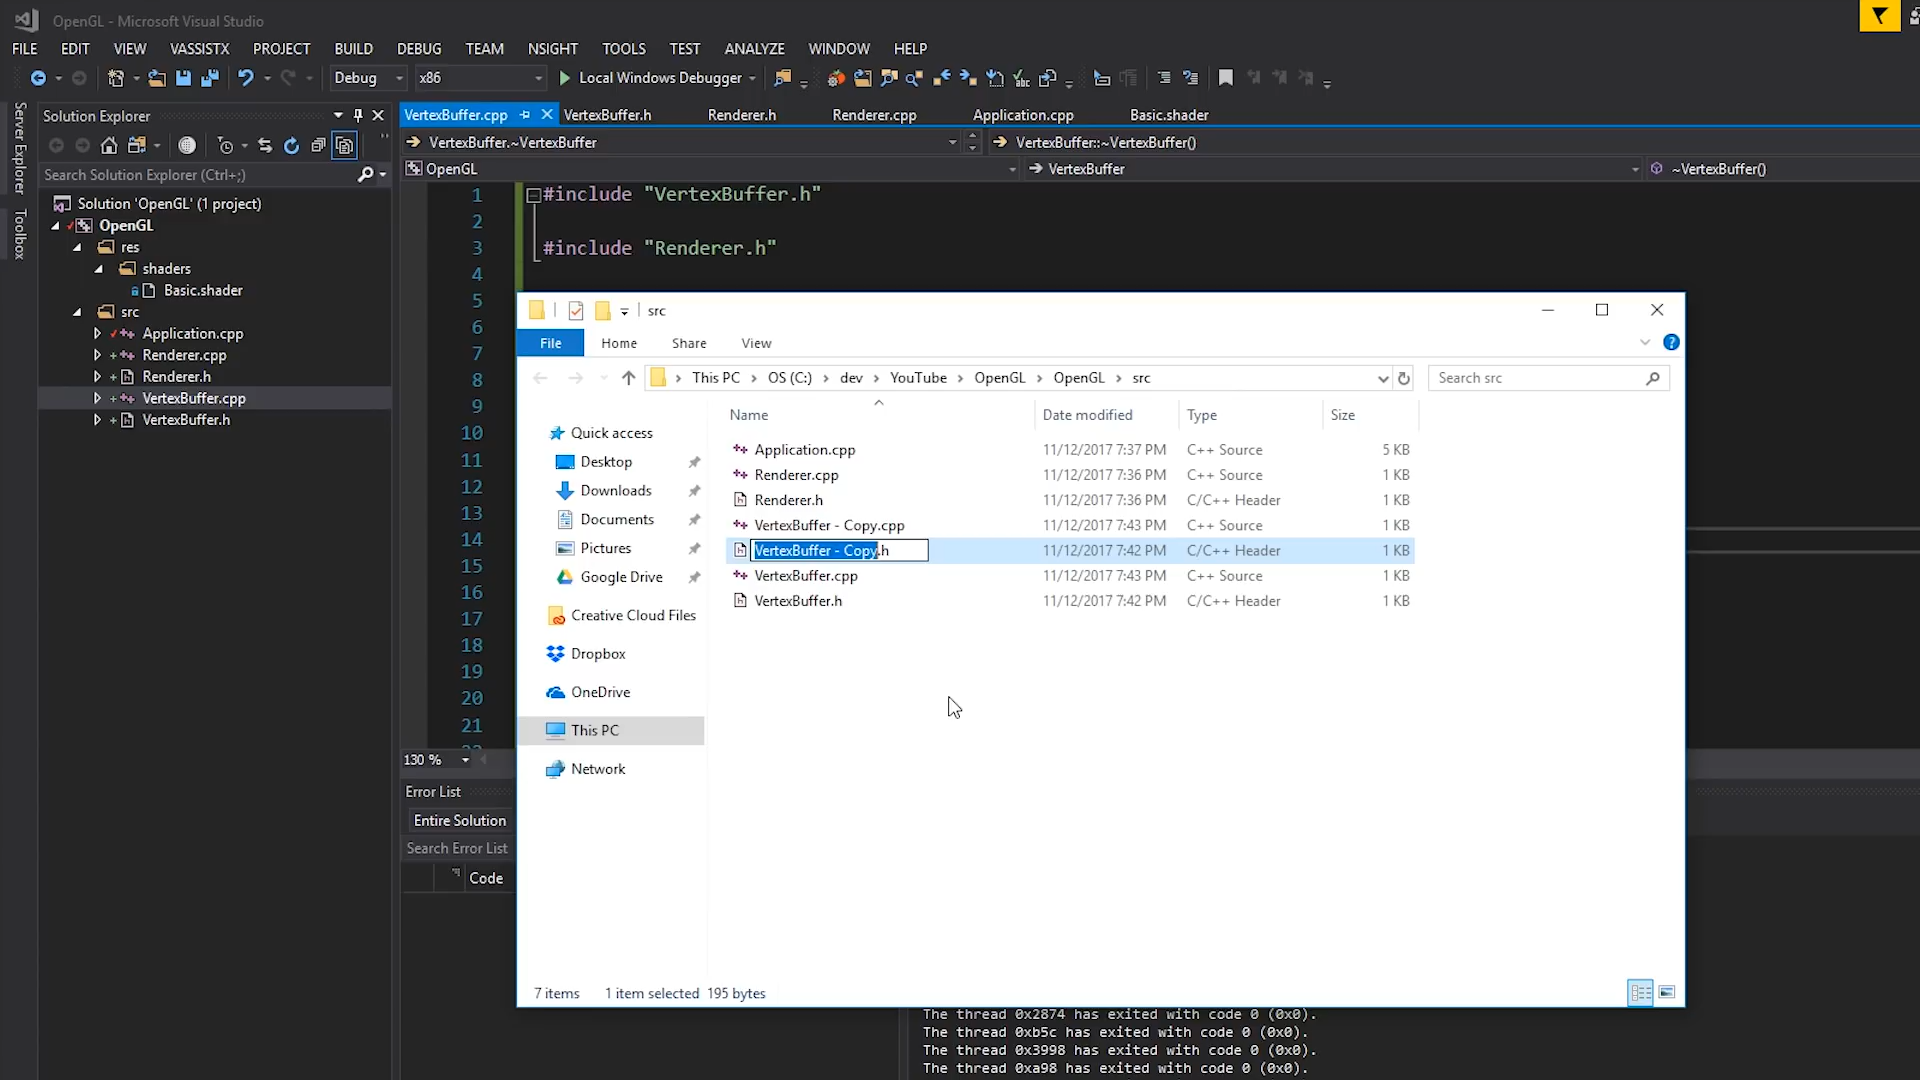 OpenGL - Microsoft Visual Studio
FILE EDIT VIEW VASSISTX PROJECT BUILD DEBUG TEAM NSIGHT TOOLS TEST ANALYZE WINDOW HELP
Debug x86 Local Windows Debugger
Server Explorer
Toolbox
Solution Explorer
Search Solution Explorer (Ctrl+;)
Solution 'OpenGL' (1 project)
OpenGL
res
shaders
Basic.shader
src
Application.cpp
Renderer.cpp
Renderer.h
VertexBuffer.cpp
VertexBuffer.h
VertexBuffer.cpp VertexBuffer.h Renderer.h Renderer.cpp Application.cpp Basic.shader
VertexBuffer.~VertexBuffer VertexBuffer::~VertexBuffer()
OpenGL VertexBuffer ~VertexBuffer()
1 #include "VertexBuffer.h"
2
3 #include "Renderer.h"
4
5
6
7
8
9
10
11
12
13
14
15
16
17
18
19
20
21
130 %
Error List
Entire Solution
Search Error List
Code
src
File Home Share View
This PC OS (C:) dev YouTube OpenGL OpenGL src
Search src
Quick access
Desktop
Downloads
Documents
Pictures
Google Drive
Creative Cloud Files
Dropbox
OneDrive
This PC
Network
Name Date modified Type Size
Application.cpp 11/12/2017 7:37 PM C++ Source 5 KB
Renderer.cpp 11/12/2017 7:36 PM C++ Source 1 KB
Renderer.h 11/12/2017 7:36 PM C/C++ Header 1 KB
VertexBuffer - Copy.cpp 11/12/2017 7:43 PM C++ Source 1 KB
VertexBuffer - Copy.h 11/12/2017 7:42 PM C/C++ Header 1 KB
VertexBuffer.cpp 11/12/2017 7:43 PM C++ Source 1 KB
VertexBuffer.h 11/12/2017 7:42 PM C/C++ Header 1 KB
7 items 1 item selected 195 bytes
The thread 0x2874 has exited with code 0 (0x0).
The thread 0xb5c has exited with code 0 (0x0).
The thread 0x3998 has exited with code 0 (0x0).
The thread 0xa98 has exited with code 0 (0x0).